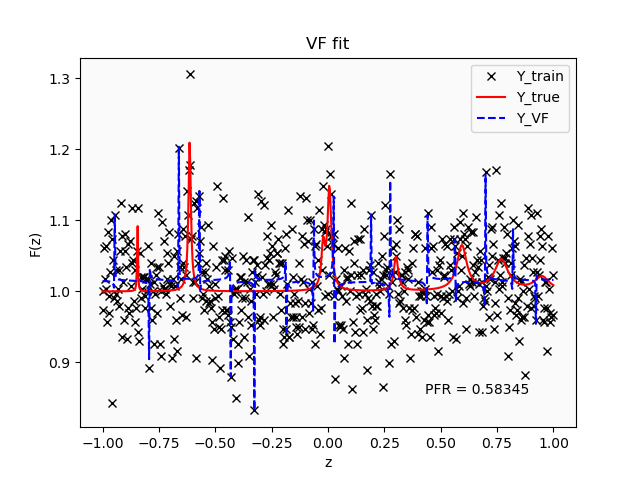 VF fit
Y_train
Y_true
Y_VF
1.3
1.2
1.1
1.0
0.9
F(z)
PFR = 0.58345
−1.00 −0.75 −0.50 −0.25 0.00 0.25 0.50 0.75 1.00
z